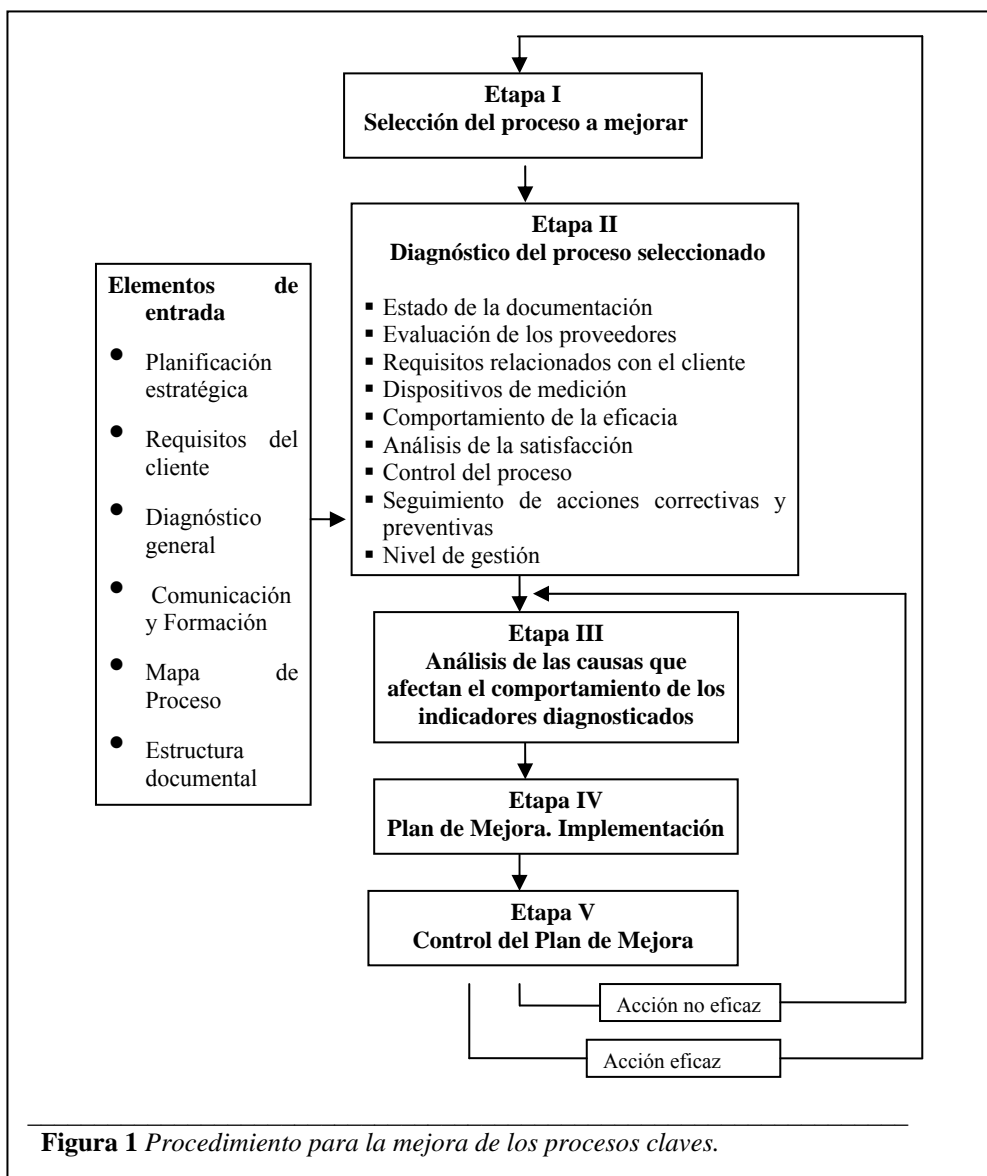 Etapa I
Selección del proceso a mejorar
Etapa II
Diagnóstico del proceso seleccionado
▪ Estado de la documentación
▪ Evaluación de los proveedores
▪ Requisitos relacionados con el cliente
▪ Dispositivos de medición
▪ Comportamiento de la eficacia
▪ Análisis de la satisfacción
▪ Control del proceso
▪ Seguimiento de acciones correctivas y
preventivas
▪ Nivel de gestión
Elementos de
entrada
● Planificación
estratégica
● Requisitos del
cliente
● Diagnóstico
general
● Comunicación
y Formación
● Mapa de
Proceso
● Estructura
documental
Etapa III
Análisis de las causas que
afectan el comportamiento de los
indicadores diagnosticados
Etapa IV
Plan de Mejora. Implementación
Etapa V
Control del Plan de Mejora
Acción no eficaz
Acción eficaz
Figura 1 Procedimiento para la mejora de los procesos claves.